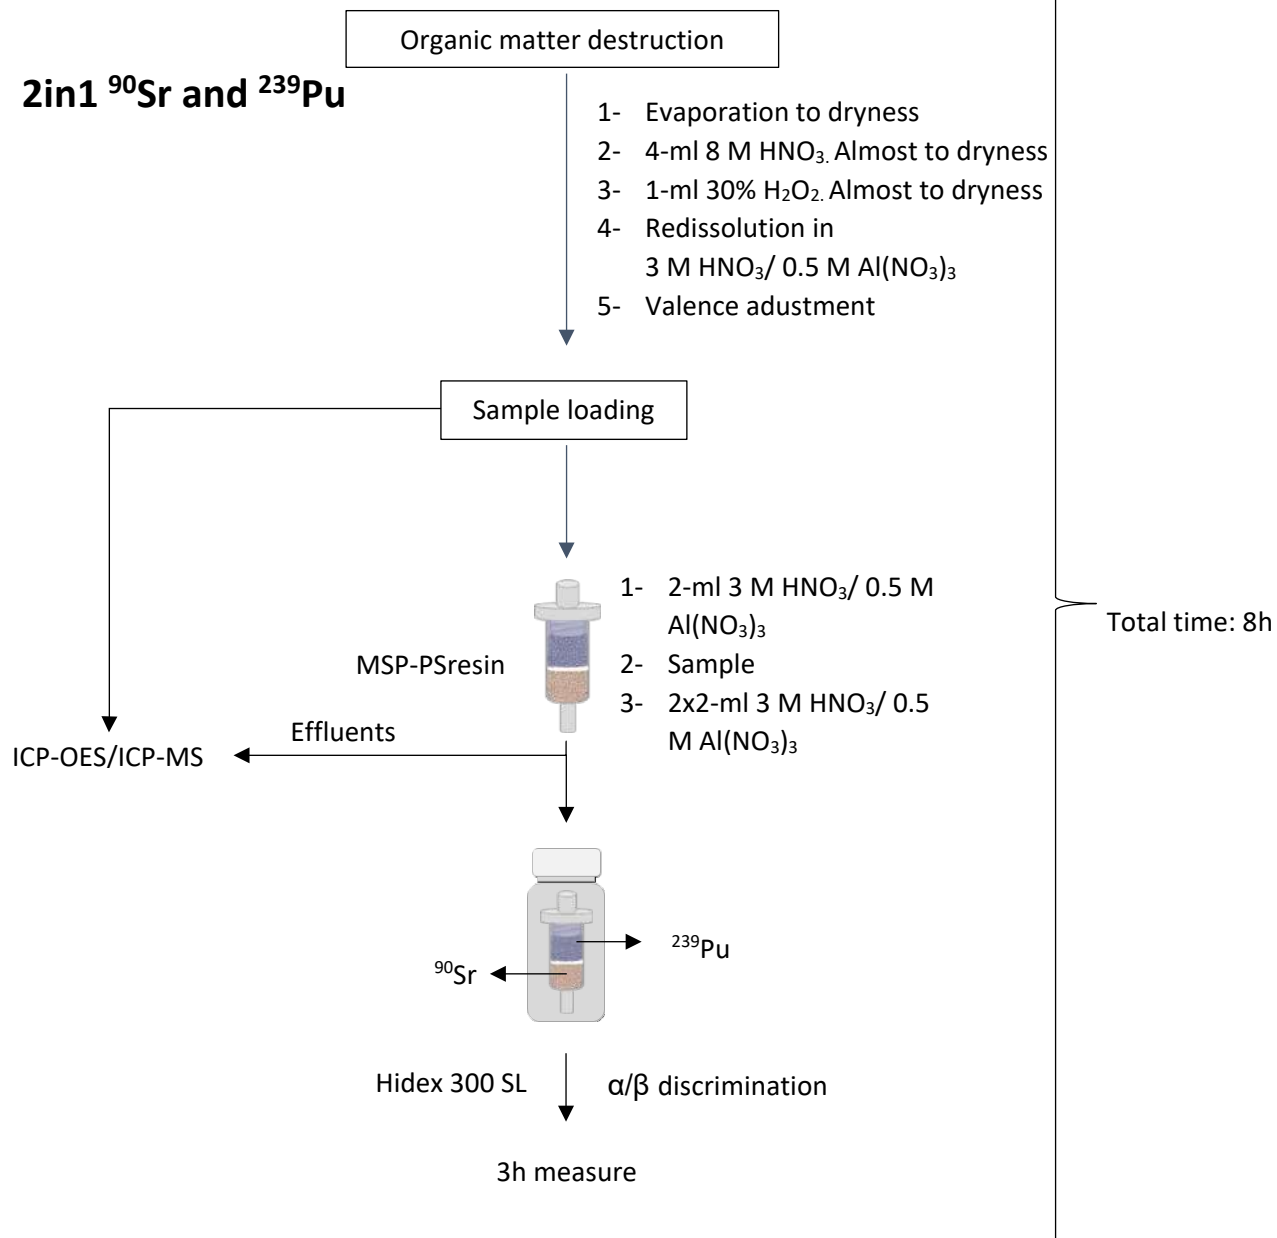 Organic matter destruction
2in1 ⁹⁰Sr and ²³⁹Pu
1- Evaporation to dryness
2- 4-ml 8 M HNO₃. Almost to dryness
3- 1-ml 30% H₂O₂. Almost to dryness
4- Redissolution in
3 M HNO₃/ 0.5 M Al(NO₃)₃
5- Valence adustment
Sample loading
MSP-PSresin
1- 2-ml 3 M HNO₃/ 0.5 M
Al(NO₃)₃
2- Sample
3- 2x2-ml 3 M HNO₃/ 0.5
M Al(NO₃)₃
Total time: 8h
Effluents
ICP-OES/ICP-MS
²³⁹Pu
⁹⁰Sr
Hidex 300 SL
α/β discrimination
3h measure